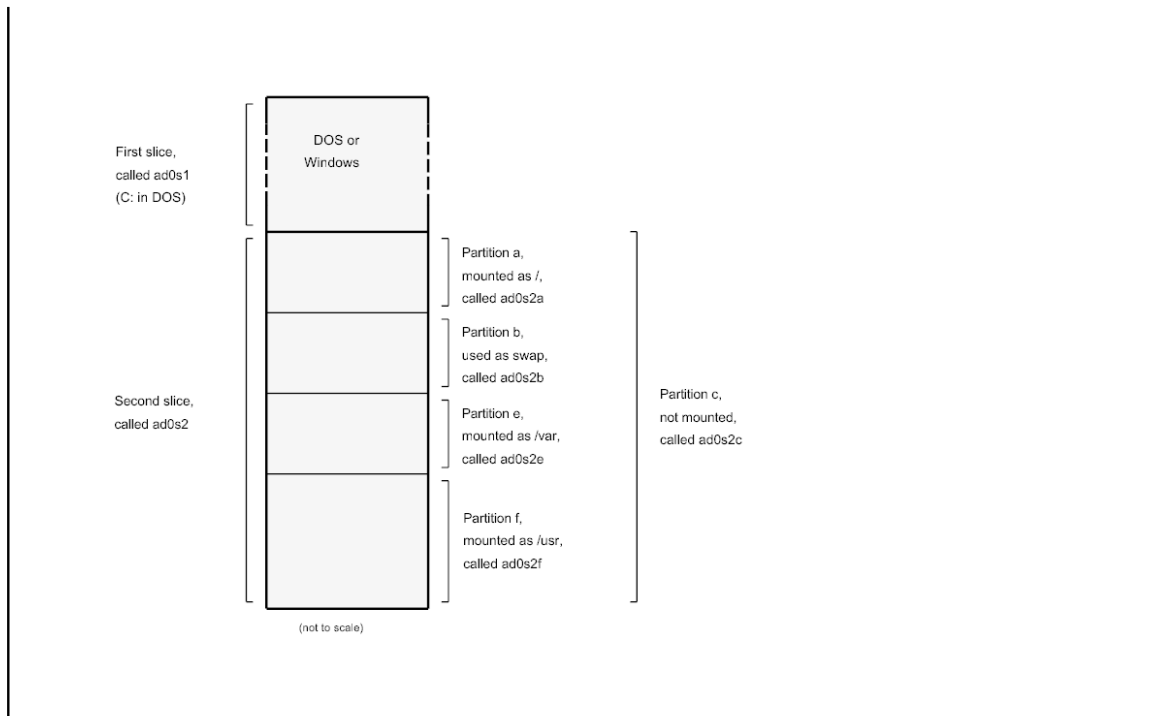 DOS or
Windows
First slice,
called ad0s1
(C: in DOS)
Partition a,
mounted as /,
called ad0s2a
Partition b,
used as swap,
called ad0s2b
Second slice,
called ad0s2
Partition e,
mounted as /var,
called ad0s2e
Partition c,
not mounted,
called ad0s2c
Partition f,
mounted as /usr,
called ad0s2f
(not to scale)